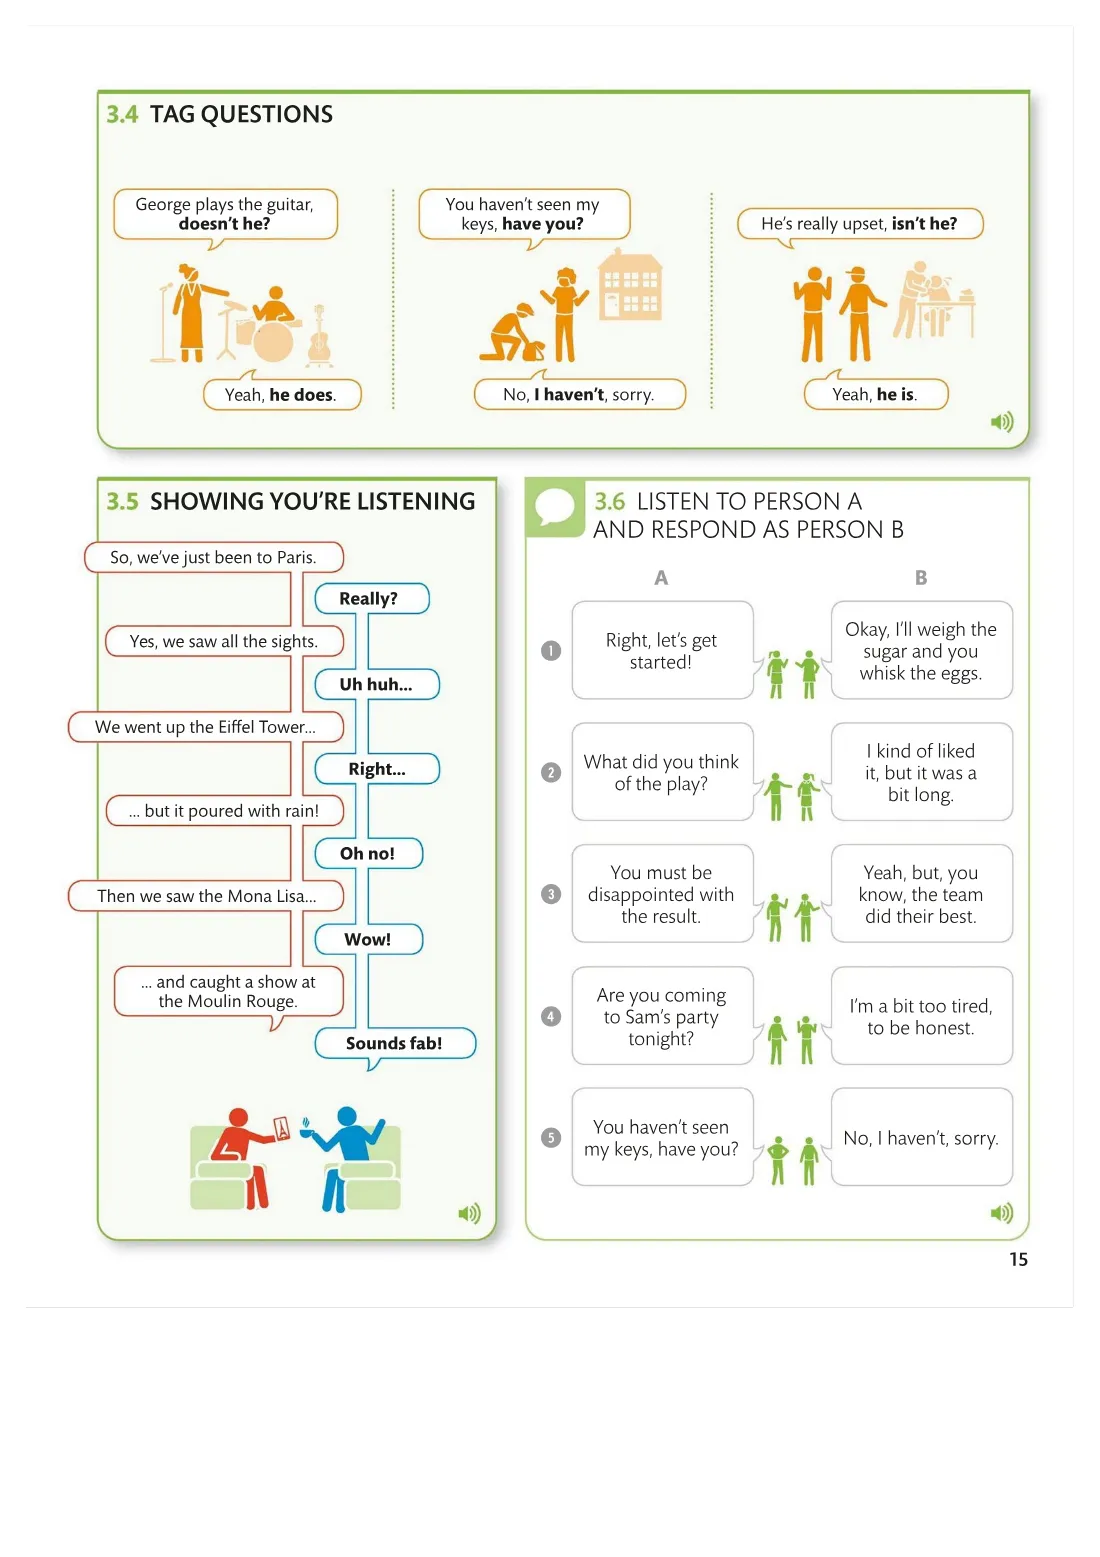 3.4 TAG QUESTIONS
George plays the guitar,
doesn't he?
Yeah, he does.
You haven't seen my
keys, have you?
No, I haven't, sorry.
He's really upset, isn't he?
Yeah, he is.
3.5 SHOWING YOU'RE LISTENING
So, we've just been to Paris.
Really?
Yes, we saw all the sights.
Uh huh...
We went up the Eiffel Tower...
Right...
... but it poured with rain!
Oh no!
Then we saw the Mona Lisa...
Wow!
... and caught a show at
the Moulin Rouge.
Sounds fab!
3.6 LISTEN TO PERSON A
AND RESPOND AS PERSON B
A
B
1
Right, let's get
started!
Okay, I'll weigh the
sugar and you
whisk the eggs.
2
What did you think
of the play?
I kind of liked
it, but it was a
bit long.
3
You must be
disappointed with
the result.
Yeah, but, you
know, the team
did their best.
4
Are you coming
to Sam's party
tonight?
I'm a bit too tired,
to be honest.
5
You haven't seen
my keys, have you?
No, I haven't, sorry.
15